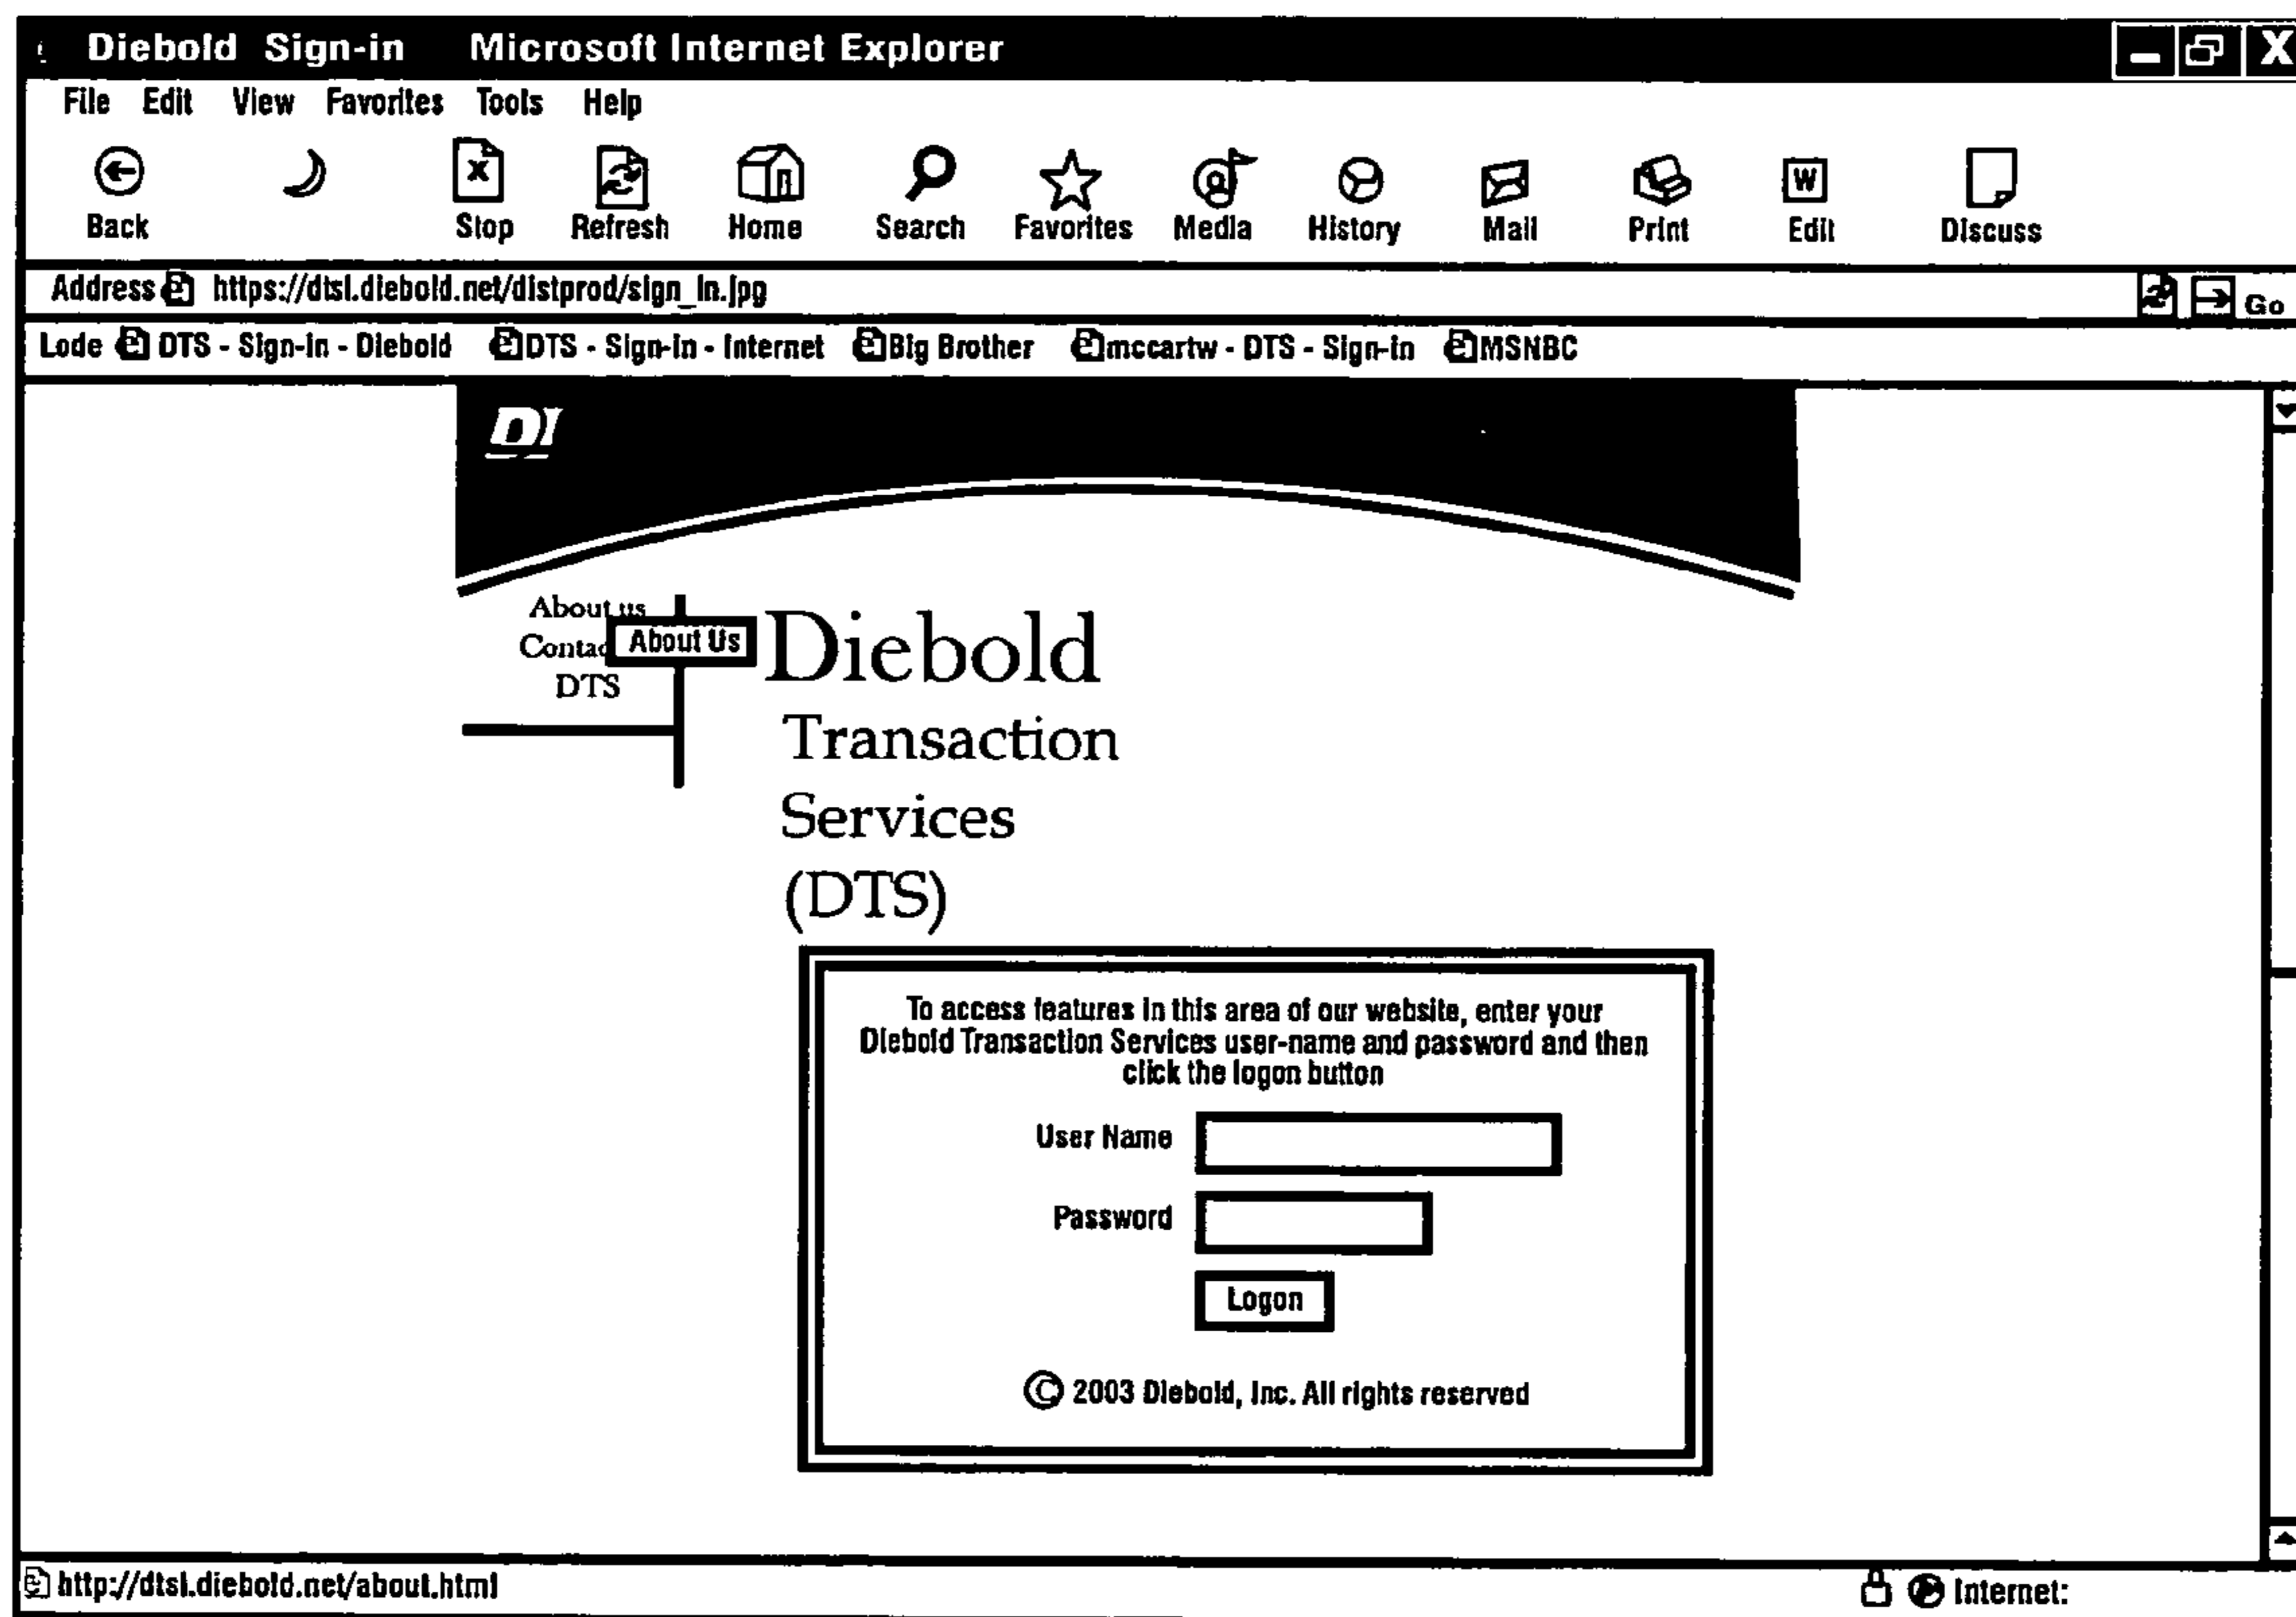 Diebold Sign-in Microsoft Internet Explorer
File Edit View Favorites Tools Help
Back Stop Refresh Home Search Favorites Media History Mail Print Edit Discuss
Address https://dtsl.diebold.net/distprod/sign_in.jpg Go
Lode DTS - Sign-in - Diebold DTS - Sign-in - Internet Big Brother mccartw - DTS - Sign-in MSNBC
DI
About us
Contac
About Us
DTS
Diebold
Transaction
Services
(DTS)
To access features in this area of our website, enter your
Diebold Transaction Services user-name and password and then
click the logon button
User Name
Password
Logon
© 2003 Diebold, Inc. All rights reserved
http://dtsl.diebold.net/about.html Internet: